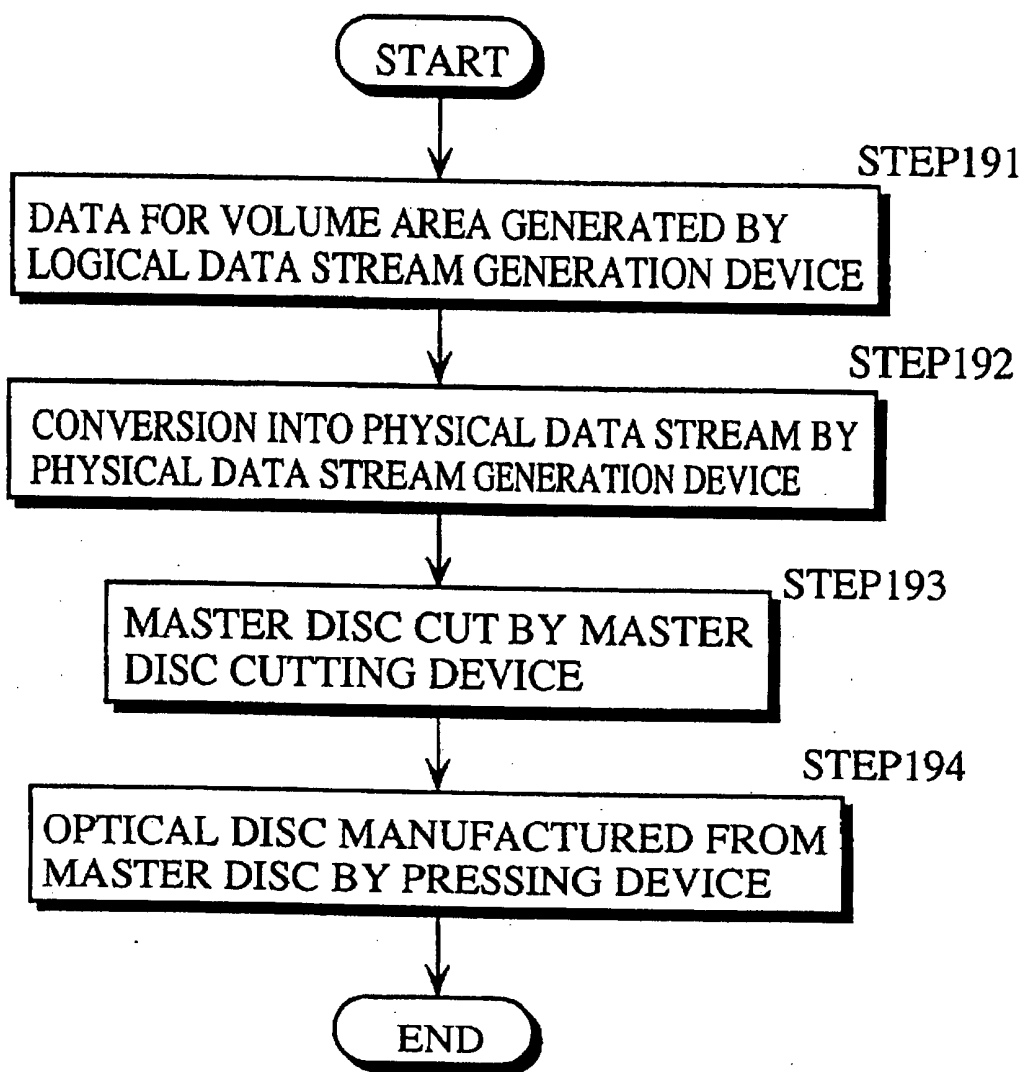 START
STEP191
DATA FOR VOLUME AREA GENERATED BY
LOGICAL DATA STREAM GENERATION DEVICE
STEP192
CONVERSION INTO PHYSICAL DATA STREAM BY
PHYSICAL DATA STREAM GENERATION DEVICE
STEP193
MASTER DISC CUT BY MASTER
DISC CUTTING DEVICE
STEP194
OPTICAL DISC MANUFACTURED FROM
MASTER DISC BY PRESSING DEVICE
END